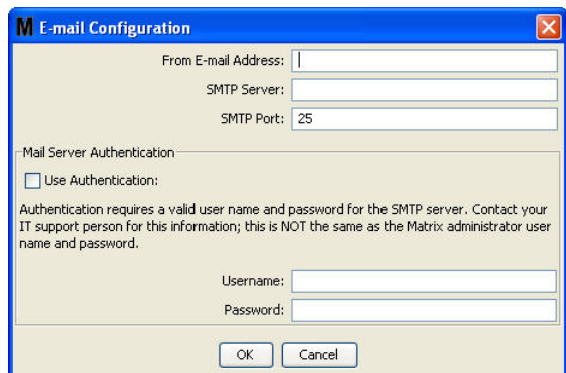 M E-mail Configuration
From E-mail Address:
SMTP Server:
SMTP Port: 25
Mail Server Authentication
Use Authentication:
Authentication requires a valid user name and password for the SMTP server. Contact your
IT support person for this information; this is NOT the same as the Matrix administrator user
name and password.
Username:
Password:
OK Cancel